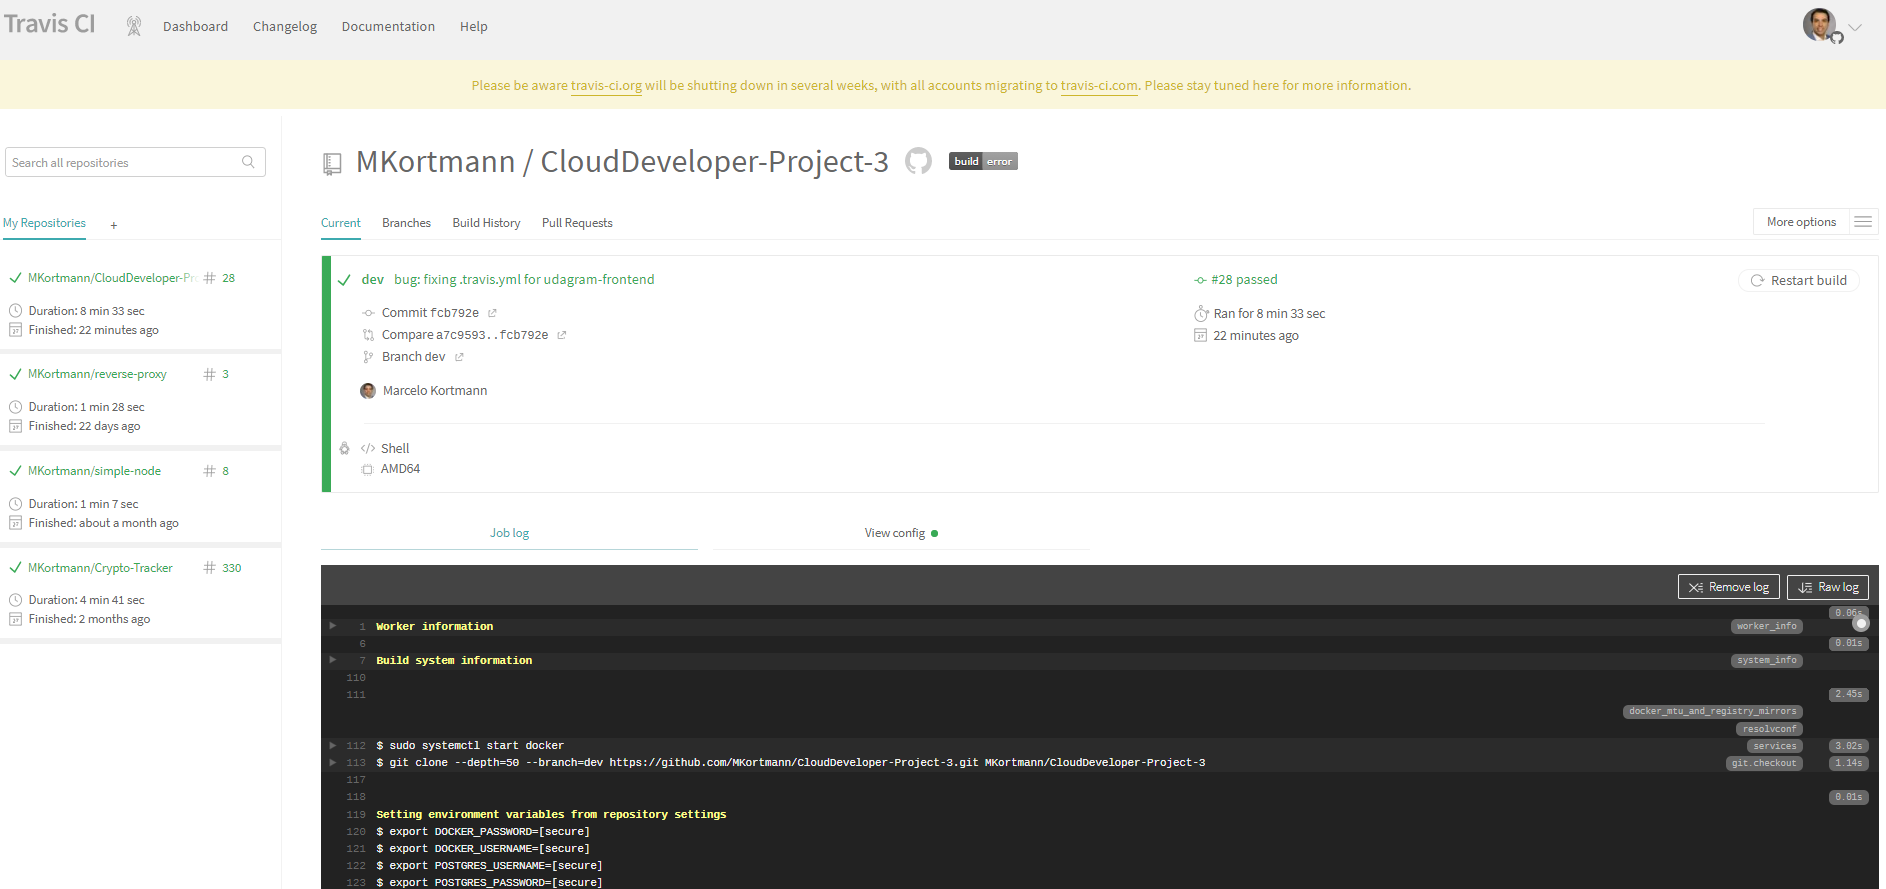 Travis CI
Dashboard
Changelog
Documentation
Help
Please be aware travis-ci.org will be shutting down in several weeks, with all accounts migrating to travis-ci.com. Please stay tuned here for more information.
Search all repositories
My Repositories
+
MKortmann/CloudDeveloper-Pr
# 28
Duration: 8 min 33 sec
Finished: 22 minutes ago
MKortmann/reverse-proxy
# 3
Duration: 1 min 28 sec
Finished: 22 days ago
MKortmann/simple-node
# 8
Duration: 1 min 7 sec
Finished: about a month ago
MKortmann/Crypto-Tracker
# 330
Duration: 4 min 41 sec
Finished: 2 months ago
MKortmann / CloudDeveloper-Project-3
build error
Current
Branches
Build History
Pull Requests
More options
dev bug: fixing .travis.yml for udagram-frontend
Commit fcb792e
Compare a7c9593..fcb792e
Branch dev
Marcelo Kortmann
</> Shell
AMD64
#28 passed
Ran for 8 min 33 sec
22 minutes ago
Restart build
Job log
View config
Remove log
Raw log
0.06s
1 Worker information worker_info
6 0.01s
7 Build system information system_info
110
111 2.45s
docker_mtu_and_registry_mirrors
resolvconf
112 $ sudo systemctl start docker services 3.02s
113 $ git clone --depth=50 --branch=dev https://github.com/MKortmann/CloudDeveloper-Project-3.git MKortmann/CloudDeveloper-Project-3 git.checkout 1.14s
117
118 0.01s
119 Setting environment variables from repository settings
120 $ export DOCKER_PASSWORD=[secure]
121 $ export DOCKER_USERNAME=[secure]
122 $ export POSTGRES_USERNAME=[secure]
123 $ export POSTGRES_PASSWORD=[secure]